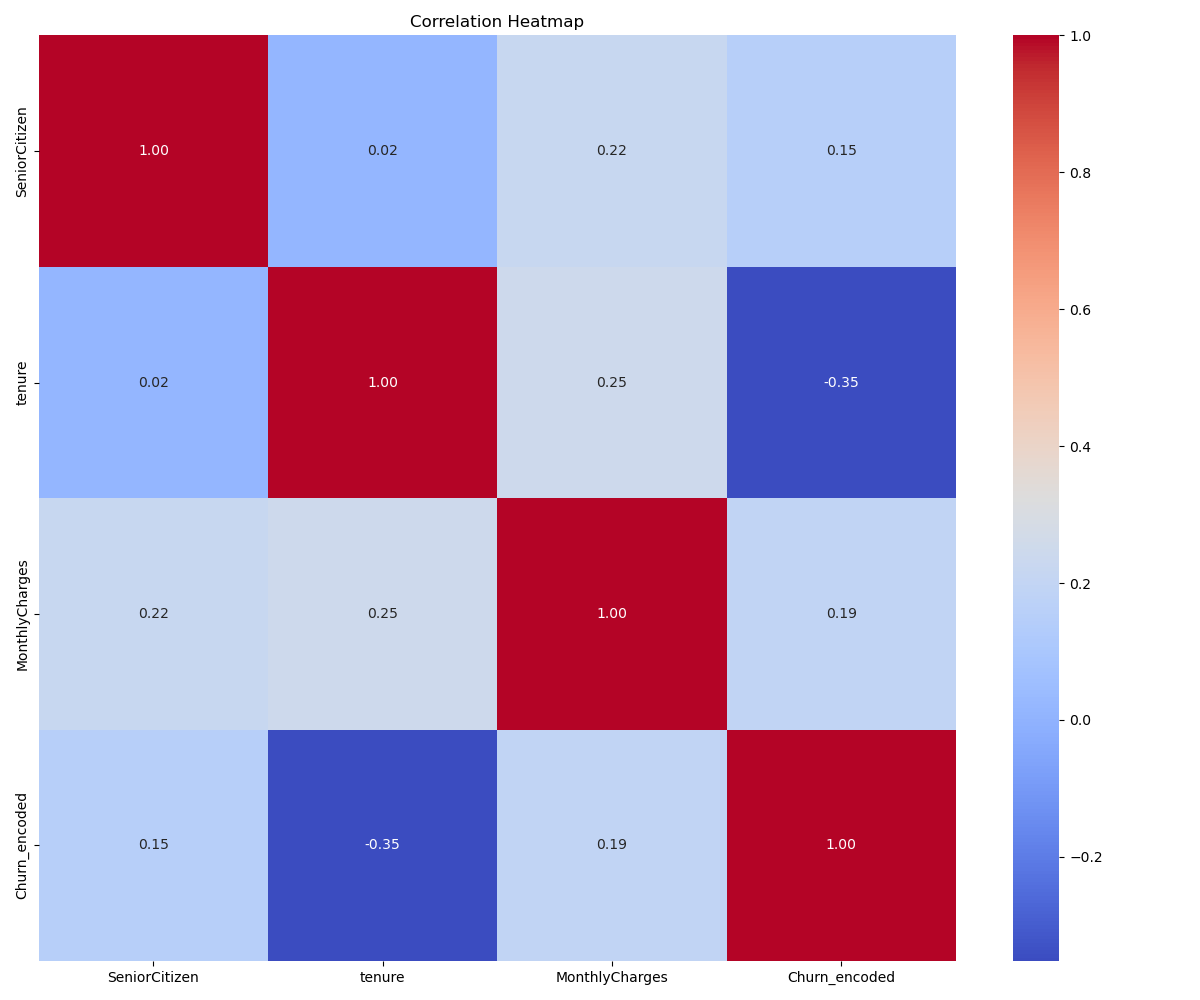 Correlation Heatmap
SeniorCitizen
1.00
0.02
0.22
0.15
tenure
0.02
1.00
0.25
-0.35
MonthlyCharges
0.22
0.25
1.00
0.19
Churn_encoded
0.15
-0.35
0.19
1.00
SeniorCitizen
tenure
MonthlyCharges
Churn_encoded
1.0
0.8
0.6
0.4
0.2
0.0
−0.2